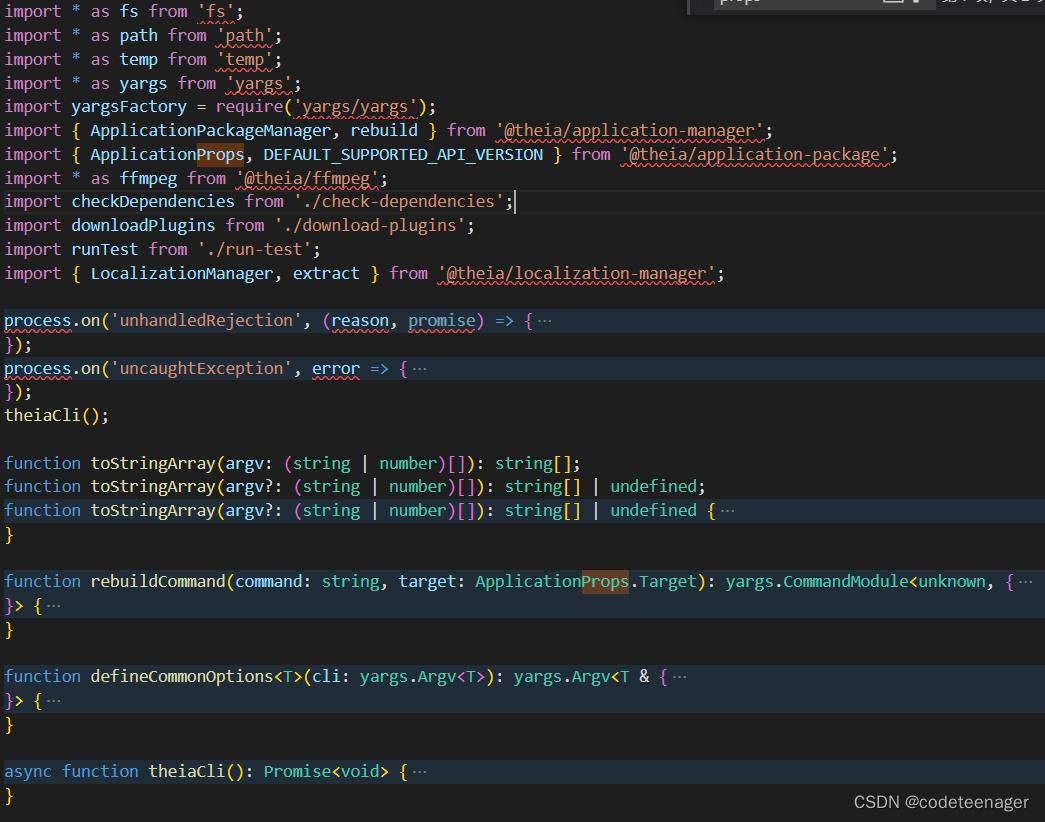 import * as fs from 'fs';
import * as path from 'path';
import * as temp from 'temp';
import * as yargs from 'yargs';
import yargsFactory = require('yargs/yargs');
import { ApplicationPackageManager, rebuild } from '@theia/application-manager';
import { ApplicationProps, DEFAULT_SUPPORTED_API_VERSION } from '@theia/application-package';
import * as ffmpeg from '@theia/ffmpeg';
import checkDependencies from './check-dependencies';
import downloadPlugins from './download-plugins';
import runTest from './run-test';
import { LocalizationManager, extract } from '@theia/localization-manager';
process.on('unhandledRejection', (reason, promise) => { ···
});
process.on('uncaughtException', error => { ···
});
theiaCli();
function toStringArray(argv: (string | number)[]): string[];
function toStringArray(argv?: (string | number)[]): string[] | undefined;
function toStringArray(argv?: (string | number)[]): string[] | undefined { ···
}
function rebuildCommand(command: string, target: ApplicationProps.Target): yargs.CommandModule<unknown, { ···
}> { ···
}
function defineCommonOptions<T>(cli: yargs.Argv<T>): yargs.Argv<T & { ···
}> { ···
}
async function theiaCli(): Promise<void> { ···
}
CSDN @codeteenager